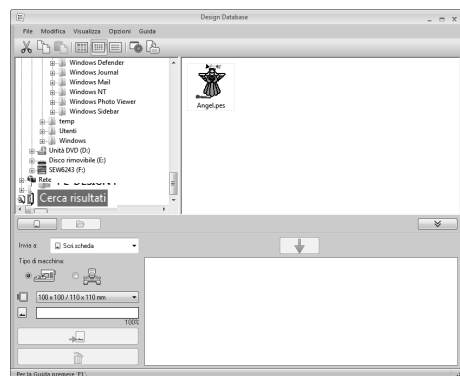 Design Database
File Modifica Visualizza Opzioni Guida
Windows Defender
Windows Journal
Windows Mail
Windows NT
Windows Photo Viewer
Windows Sidebar
temp
Utenti
Windows
Unità DVD (D:)
Disco rimovibile (E:)
SEW6243 (F:)
Rete
Cerca risultati
Angel.pes
Invia a: Scri.scheda
Tipo di macchina:
100 x 100 / 110 x 110 mm
100%
Per la Guida premere 'F1'.